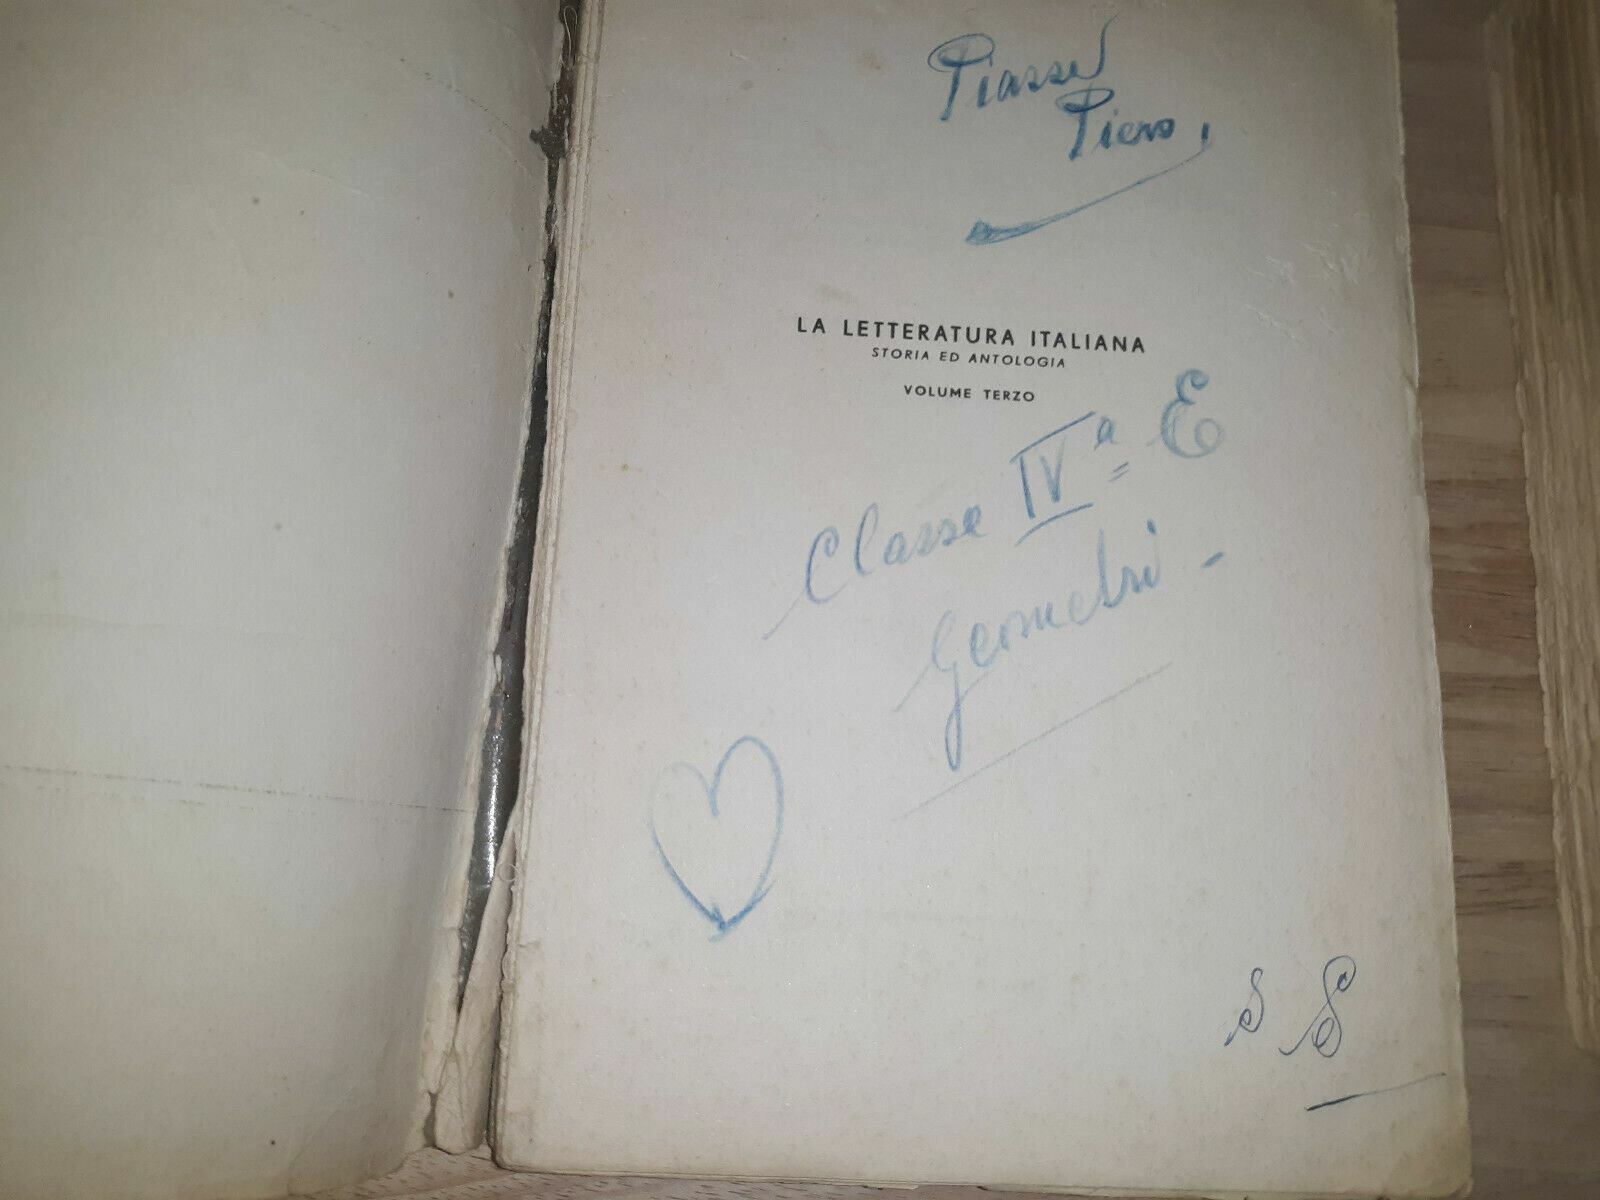 Piasse
Piero,
LA LETTERATURA ITALIANA
STORIA ED ANTOLOGIA
VOLUME TERZO
Classe IVª E
Geometri -
S S